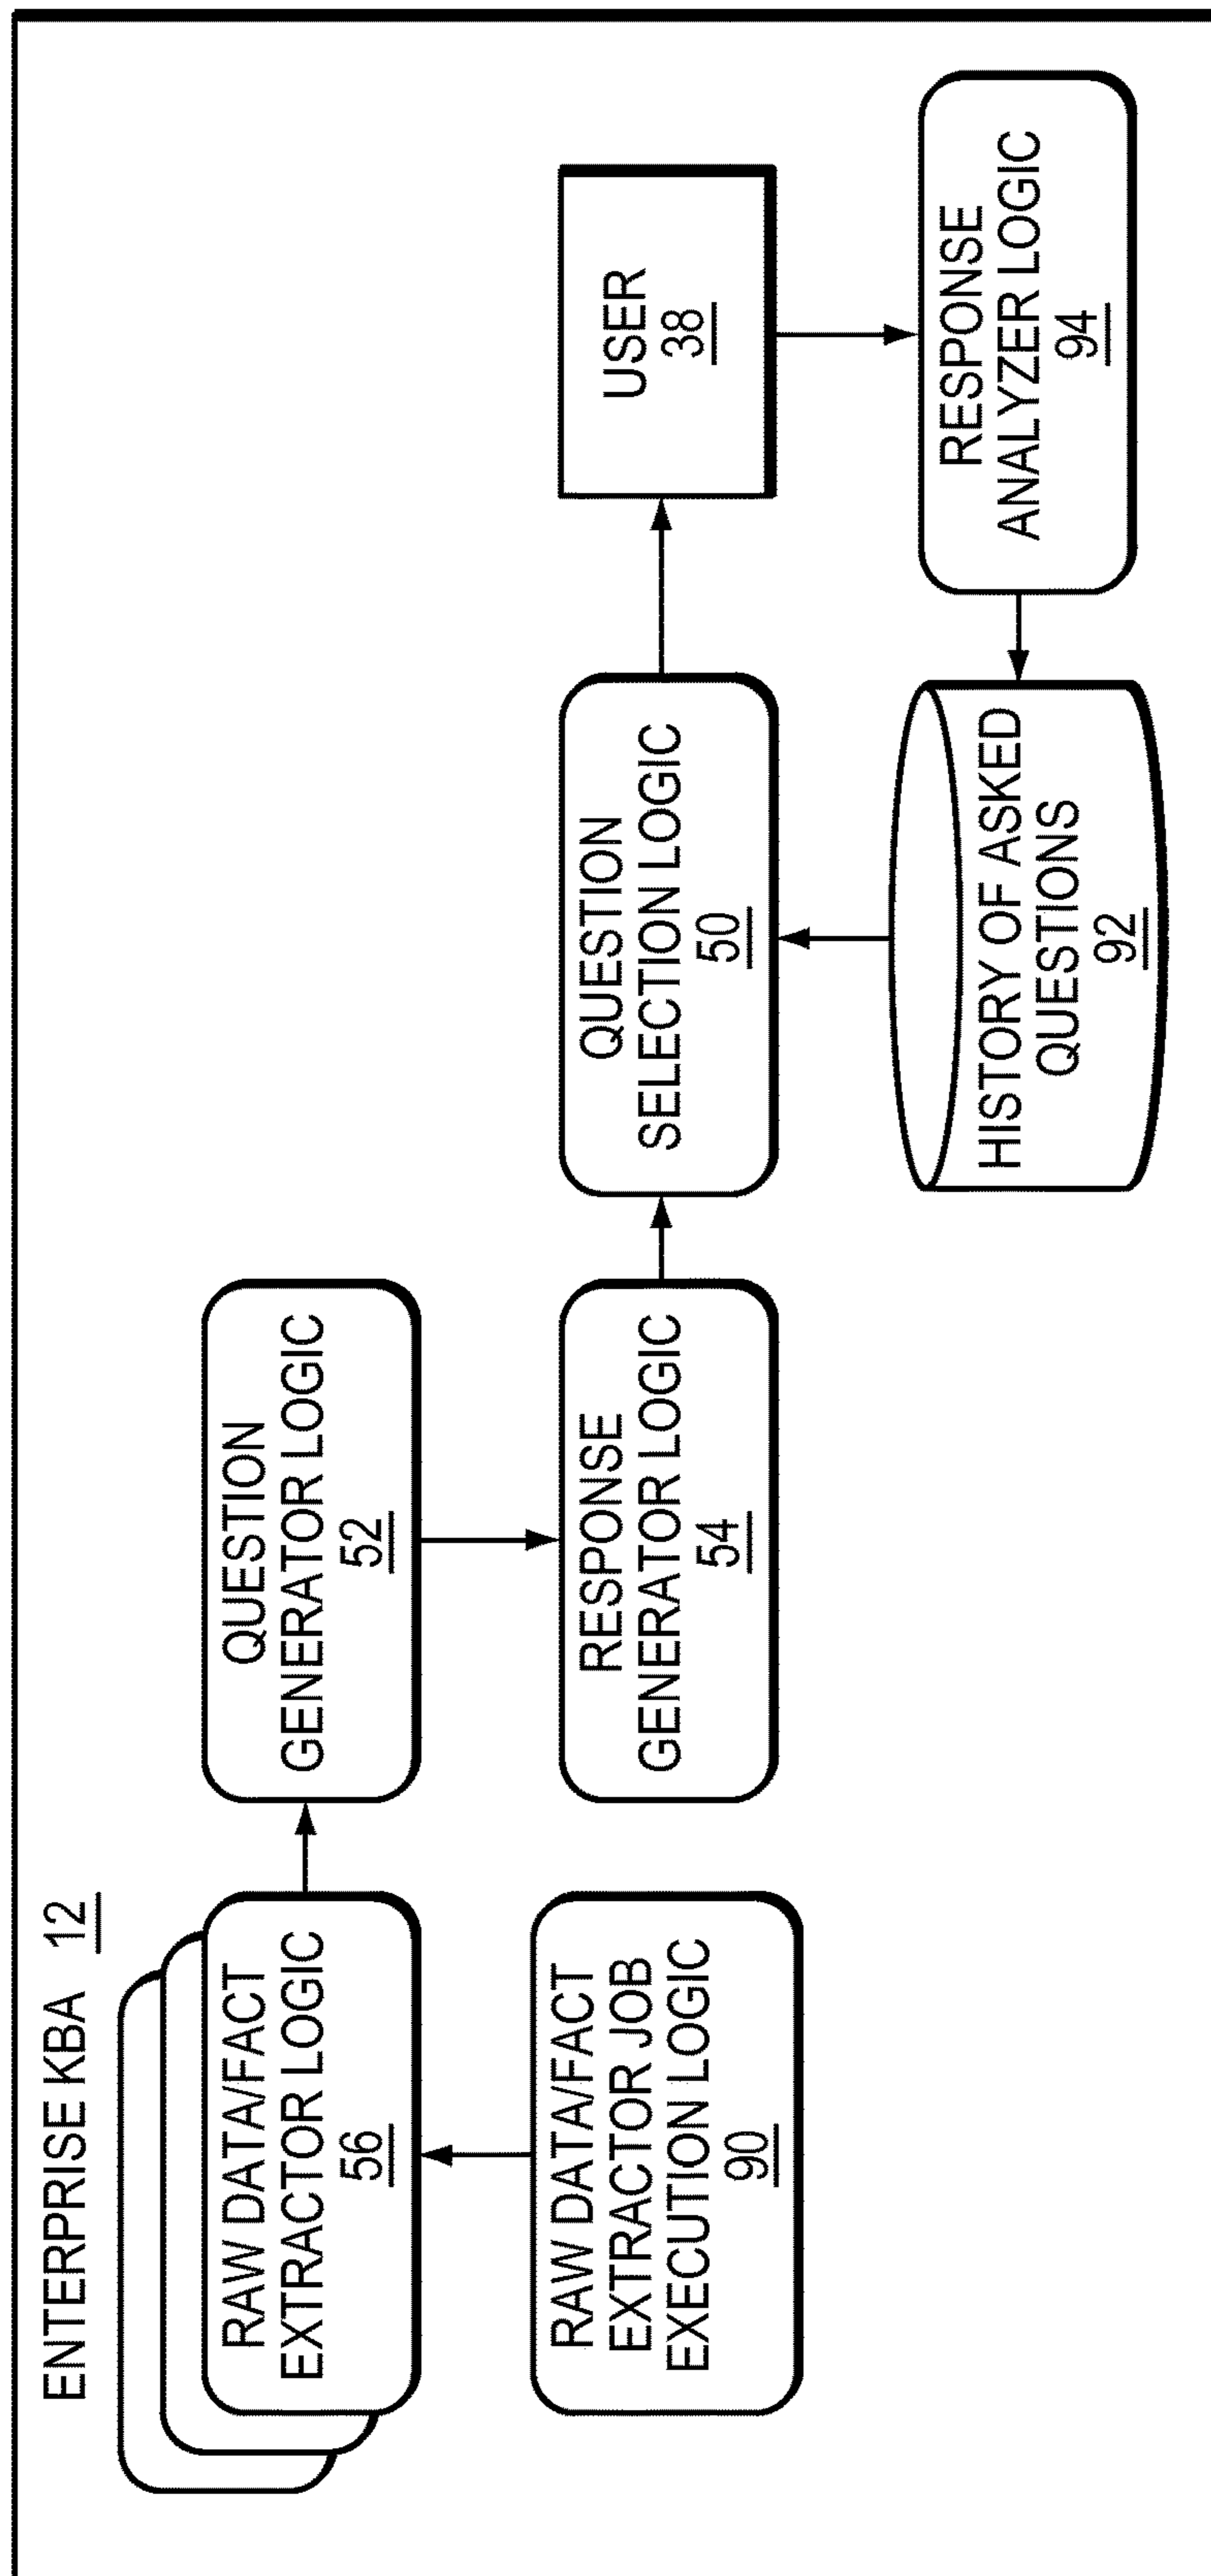 ENTERPRISE KBA 12
RAW DATA/FACT
EXTRACTOR LOGIC
56
QUESTION
GENERATOR LOGIC
52
RAW DATA/FACT
EXTRACTOR JOB
EXECUTION LOGIC
90
RESPONSE
GENERATOR LOGIC
54
QUESTION
SELECTION LOGIC
50
USER
38
HISTORY OF ASKED
QUESTIONS
92
RESPONSE
ANALYZER LOGIC
94